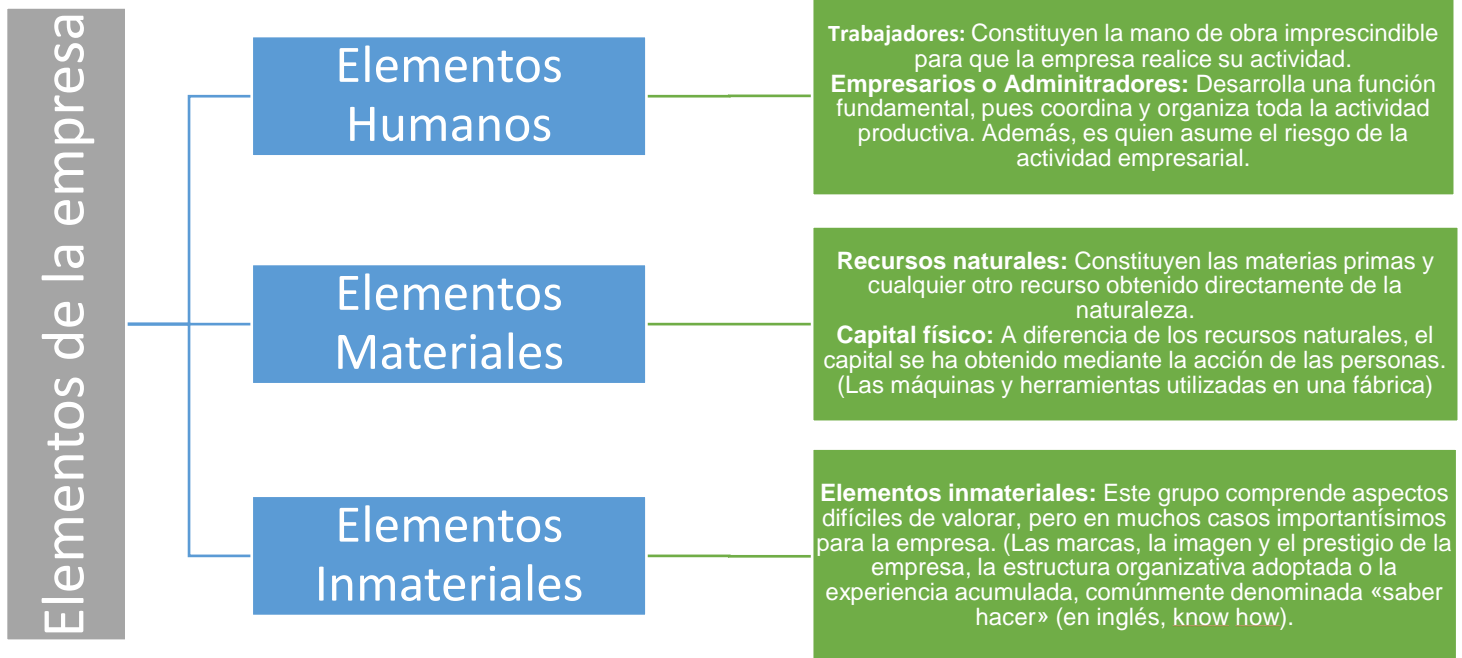 Elementos de la empresa
Elementos
Humanos
Trabajadores: Constituyen la mano de obra imprescindible
para que la empresa realice su actividad.
Empresarios o Adminitradores: Desarrolla una función
fundamental, pues coordina y organiza toda la actividad
productiva. Además, es quien asume el riesgo de la
actividad empresarial.
Elementos
Materiales
Recursos naturales: Constituyen las materias primas y
cualquier otro recurso obtenido directamente de la
naturaleza.
Capital físico: A diferencia de los recursos naturales, el
capital se ha obtenido mediante la acción de las personas.
(Las máquinas y herramientas utilizadas en una fábrica)
Elementos
Inmateriales
Elementos inmateriales: Este grupo comprende aspectos
difíciles de valorar, pero en muchos casos importantísimos
para la empresa. (Las marcas, la imagen y el prestigio de la
empresa, la estructura organizativa adoptada o la
experiencia acumulada, comúnmente denominada «saber
hacer» (en inglés, know how).